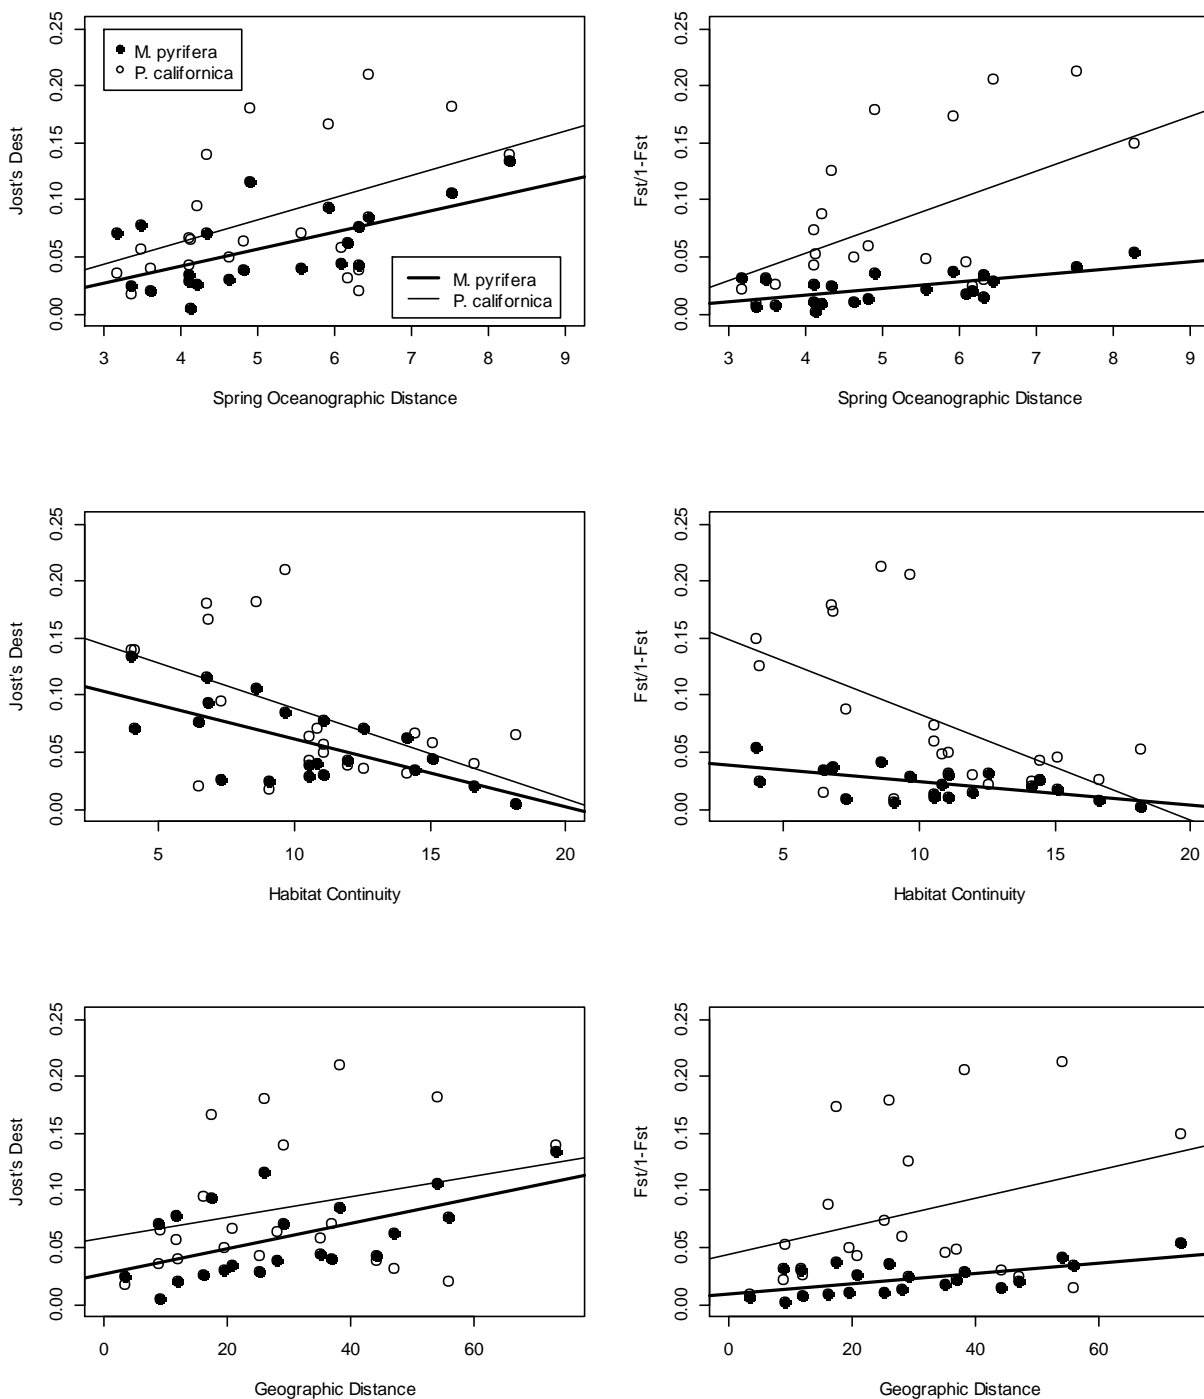 0.25
0.20
0.15
0.10
0.05
0.00
Jost's Dest
M. pyrifera
P. californica
M. pyrifera
P. californica
3 4 5 6 7 8 9
Spring Oceanographic Distance
0.25
0.20
0.15
0.10
0.05
0.00
Fst/1-Fst
3 4 5 6 7 8 9
Spring Oceanographic Distance
0.25
0.20
0.15
0.10
0.05
0.00
Jost's Dest
5 10 15 20
Habitat Continuity
0.25
0.20
0.15
0.10
0.05
0.00
Fst/1-Fst
5 10 15 20
Habitat Continuity
0.25
0.20
0.15
0.10
0.05
0.00
Jost's Dest
0 20 40 60
Geographic Distance
0.25
0.20
0.15
0.10
0.05
0.00
Fst/1-Fst
0 20 40 60
Geographic Distance